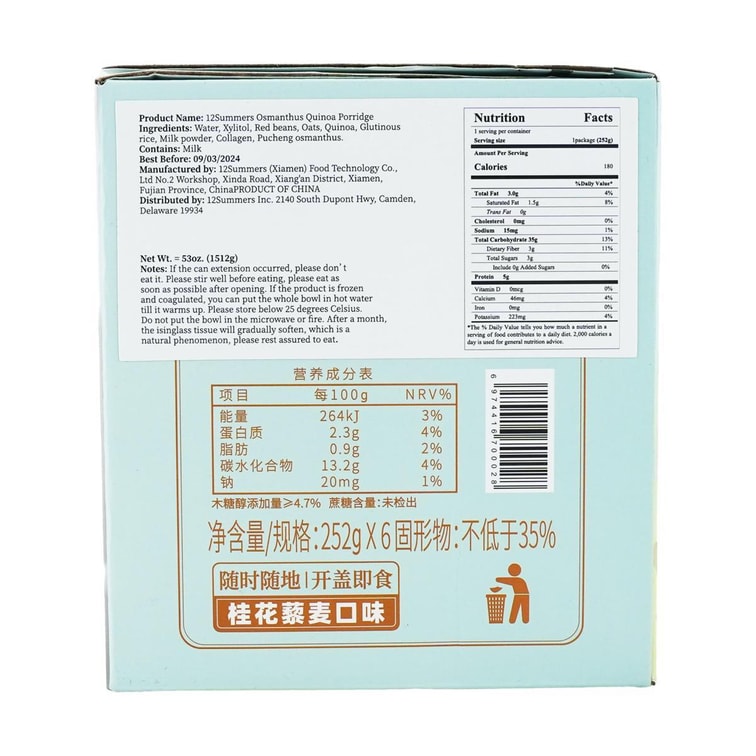 Product Name: 12Summers Osmanthus Quinoa Porridge
Ingredients: Water, Xylitol, Red beans, Oats, Quinoa, Glutinous
rice, Milk powder, Collagen, Pucheng osmanthus.
Contains: Milk
Best Before: 09/03/2024
Manufactured by: 12Summers (Xiamen) Food Technology Co.,
Ltd No.2 Workshop, Xinda Road, Xiang'an District, Xiamen,
Fujian Province, ChinaPRODUCT OF CHINA
Distributed by: 12Summers Inc. 2140 South Dupont Hwy, Camden,
Delaware 19934
Net Wt. = 53oz. (1512g)
Notes: If the can extension occurred, please don't
eat it. Please stir well before eating, please eat as
soon as possible after opening. If the product is frozen
and coagulated, you can put the whole bowl in hot water
till it warms up. Please store below 25 degrees Celsius.
Do not put the bowl in the microwave or fire. After a month,
the isinglass tissue will gradually soften, which is a
natural phenomenon, please rest assured to eat.
Nutrition Facts
1 serving per container
Serving size 1package (252g)
Amount Per Serving
Calories 180
%Daily Value*
Total Fat 3.0g 4%
Saturated Fat 1.5g 8%
Trans Fat 0g
Cholesterol 0mg 0%
Sodium 15mg 1%
Total Carbohydrate 35g 13%
Dietary Fiber 3g 11%
Total Sugars 3g
Include 0g Added Sugars 0%
Protein 5g
Vitamin D 0mcg 0%
Calcium 46mg 4%
Iron 0mg 0%
Potassium 223mg 4%
*The % Daily Value tells you how much a nutrient in a
serving of food contributes to a daily diet. 2,000 calories a
day is used for general nutrition advice.
营养成分表
项目 每100g NRV%
能量 264kJ 3%
蛋白质 2.3g 4%
脂肪 0.9g 2%
碳水化合物 13.2g 4%
钠 20mg 1%
木糖醇添加量≥4.7% 蔗糖含量:未检出
6974416700028
净含量/规格:252gX6固形物:不低于35%
随时随地|开盖即食
桂花藜麦口味